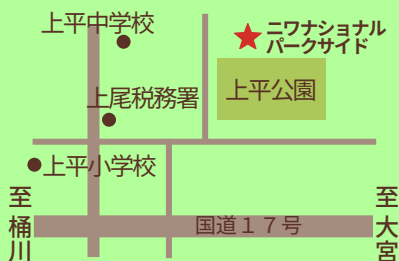 上平中学校
ニワナショナル
パークサイド
上尾税務署
上平公園
上平小学校
至桶川
国道１７号
至大宮